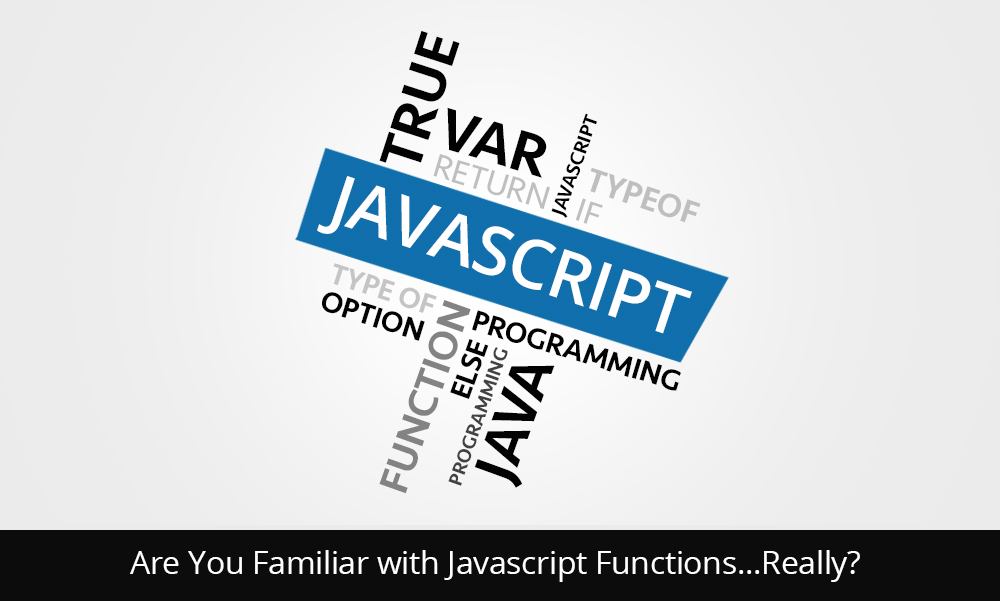 TRUE
VAR
RETURN
JAVASCRIPT
TYPEOF
IF
JAVASCRIPT
TYPE OF
OPTION
FUNCTION
PROGRAMMING
ELSE
PROGRAMMING
JAVA
Are You Familiar with Javascript Functions...Really?